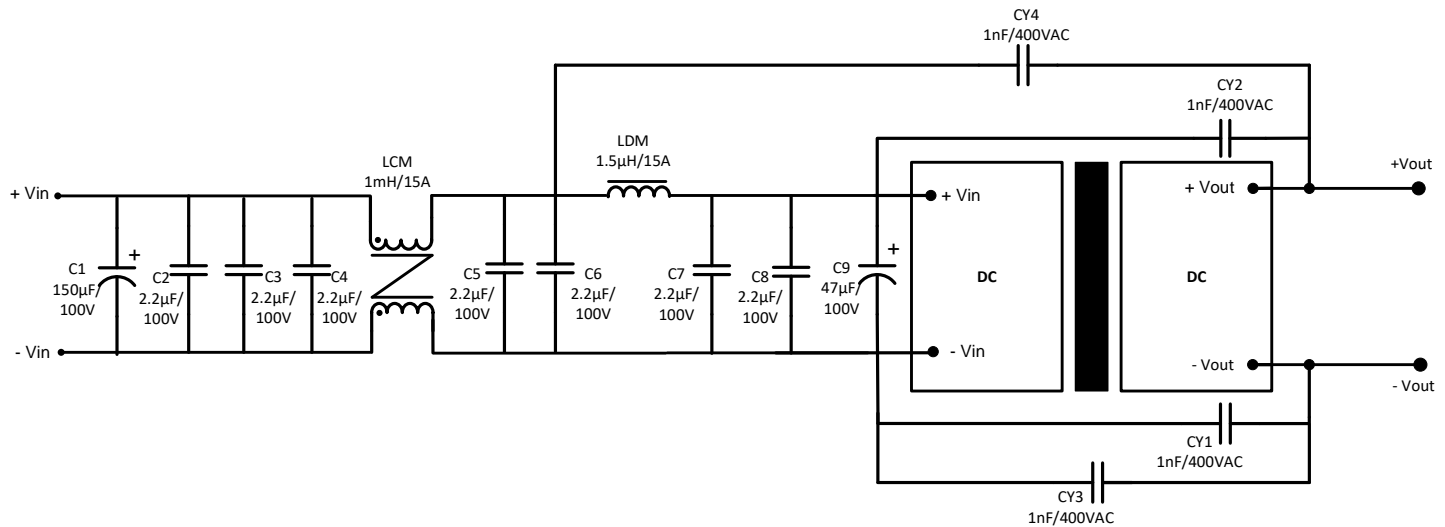 CY4
1nF/400VAC
CY2
1nF/400VAC
LDM
1.5µH/15A
LCM
1mH/15A
+Vout
+ Vin
+ Vin
+ Vout
+
+
C1
150µF/
100V
C2
2.2µF/
100V
C3
2.2µF/
100V
C4
2.2µF/
100V
C5
2.2µF/
100V
C6
2.2µF/
100V
C7
2.2µF/
100V
C8
2.2µF/
100V
C9
47µF/
100V
DC
DC
- Vin
- Vin
- Vout
- Vout
CY1
1nF/400VAC
CY3
1nF/400VAC